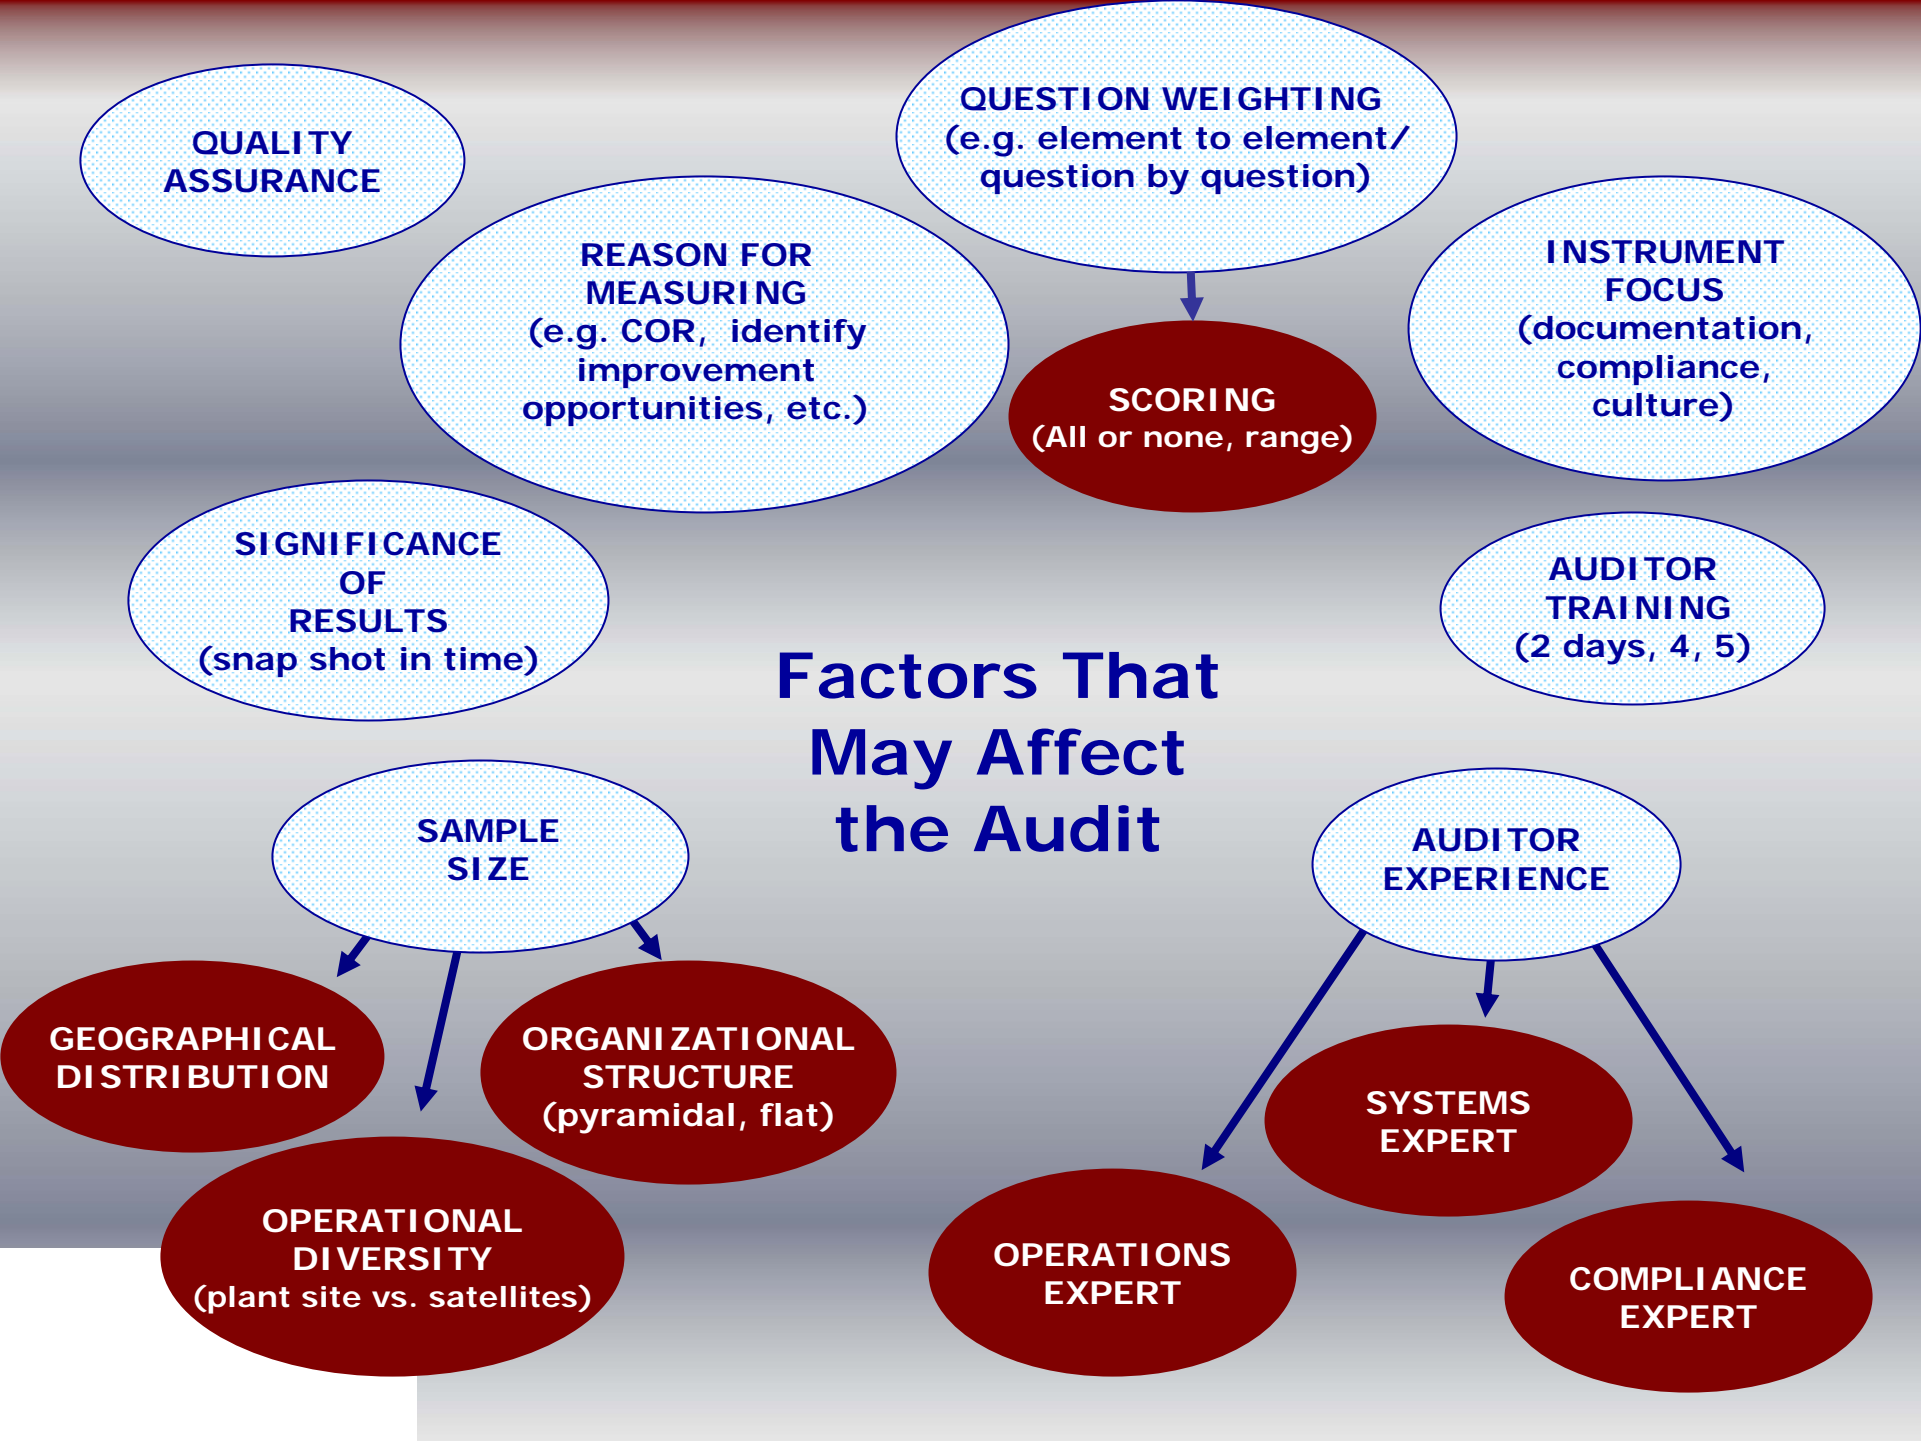 QUALITY
ASSURANCE
QUESTION WEIGHTING
(e.g. element to element/
question by question)
REASON FOR
MEASURING
(e.g. COR, identify
improvement
opportunities, etc.)
INSTRUMENT
FOCUS
(documentation,
compliance,
culture)
SCORING
(All or none, range)
SIGNIFICANCE
OF
RESULTS
(snap shot in time)
AUDITOR
TRAINING
(2 days, 4, 5)
Factors That
May Affect
the Audit
SAMPLE
SIZE
AUDITOR
EXPERIENCE
GEOGRAPHICAL
DISTRIBUTION
ORGANIZATIONAL
STRUCTURE
(pyramidal, flat)
OPERATIONAL
DIVERSITY
(plant site vs. satellites)
SYSTEMS
EXPERT
OPERATIONS
EXPERT
COMPLIANCE
EXPERT